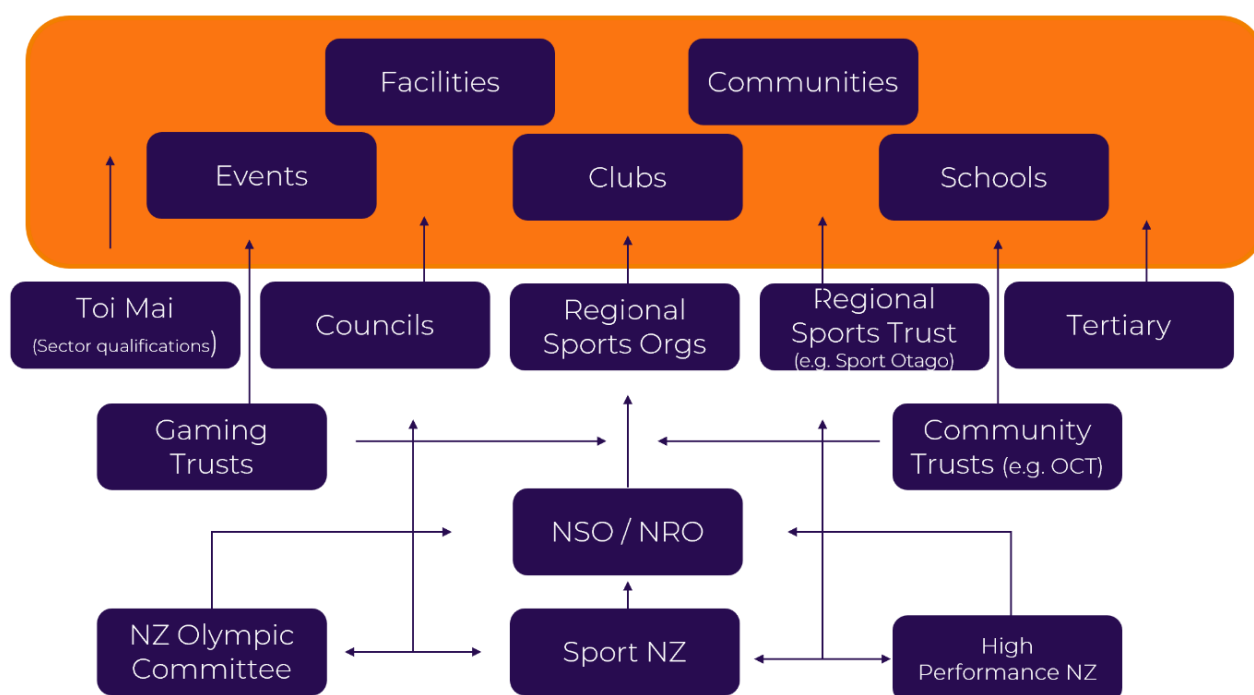 Facilities
Communities
Events
Clubs
Schools
Toi Mai
(Sector qualifications)
Councils
Regional
Sports Orgs
Regional
Sports Trust
(e.g. Sport Otago)
Tertiary
Gaming
Trusts
Community
Trusts (e.g. OCT)
NSO / NRO
NZ Olympic
Committee
Sport NZ
High
Performance NZ